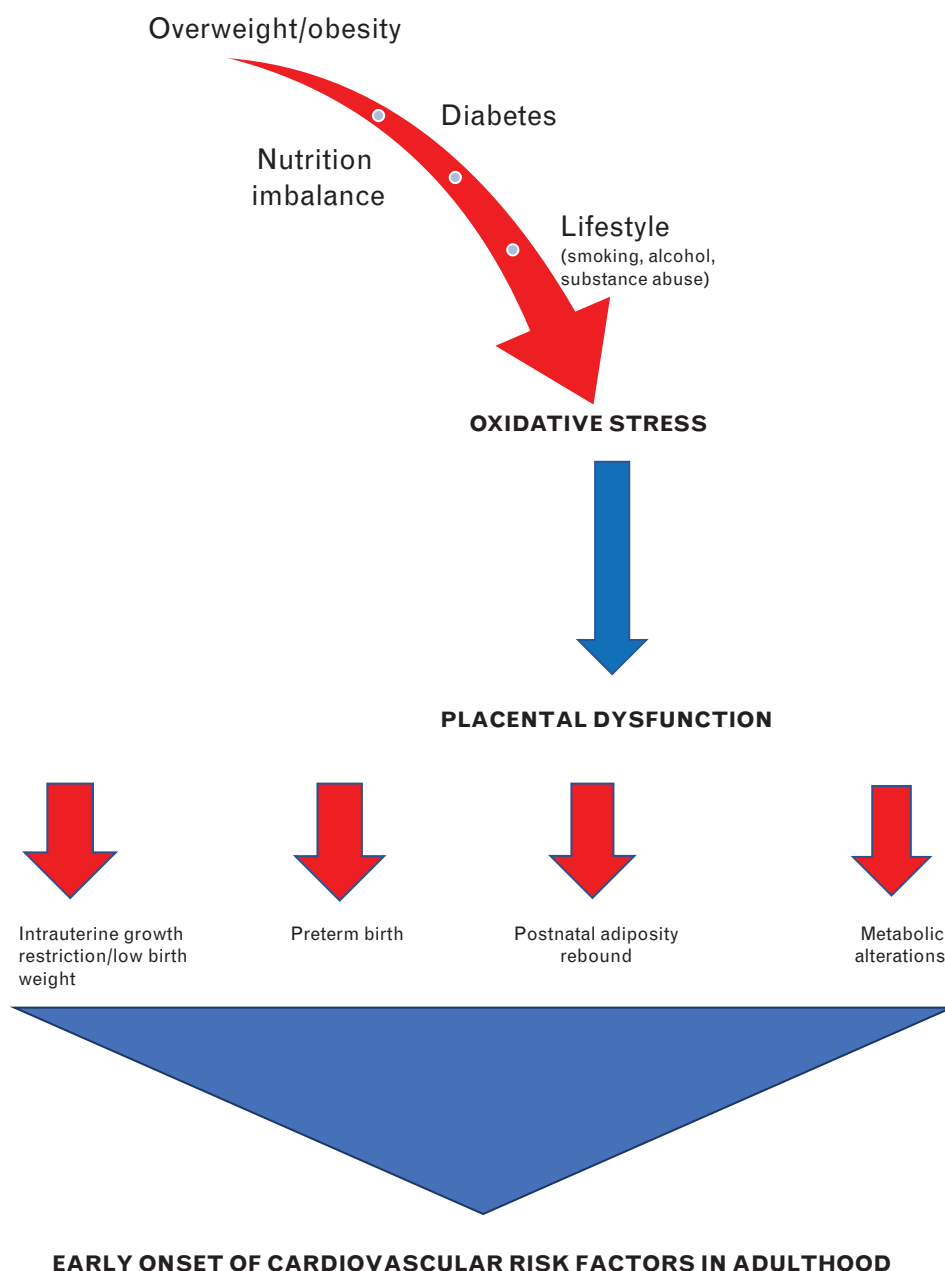 Overweight/obesity
Diabetes
Nutrition
imbalance
Lifestyle
(smoking, alcohol,
substance abuse)
OXIDATIVE STRESS
PLACENTAL DYSFUNCTION
Intrauterine growth
restriction/low birth
weight
Preterm birth
Postnatal adiposity
rebound
Metabolic
alterations
EARLY ONSET OF CARDIOVASCULAR RISK FACTORS IN ADULTHOOD